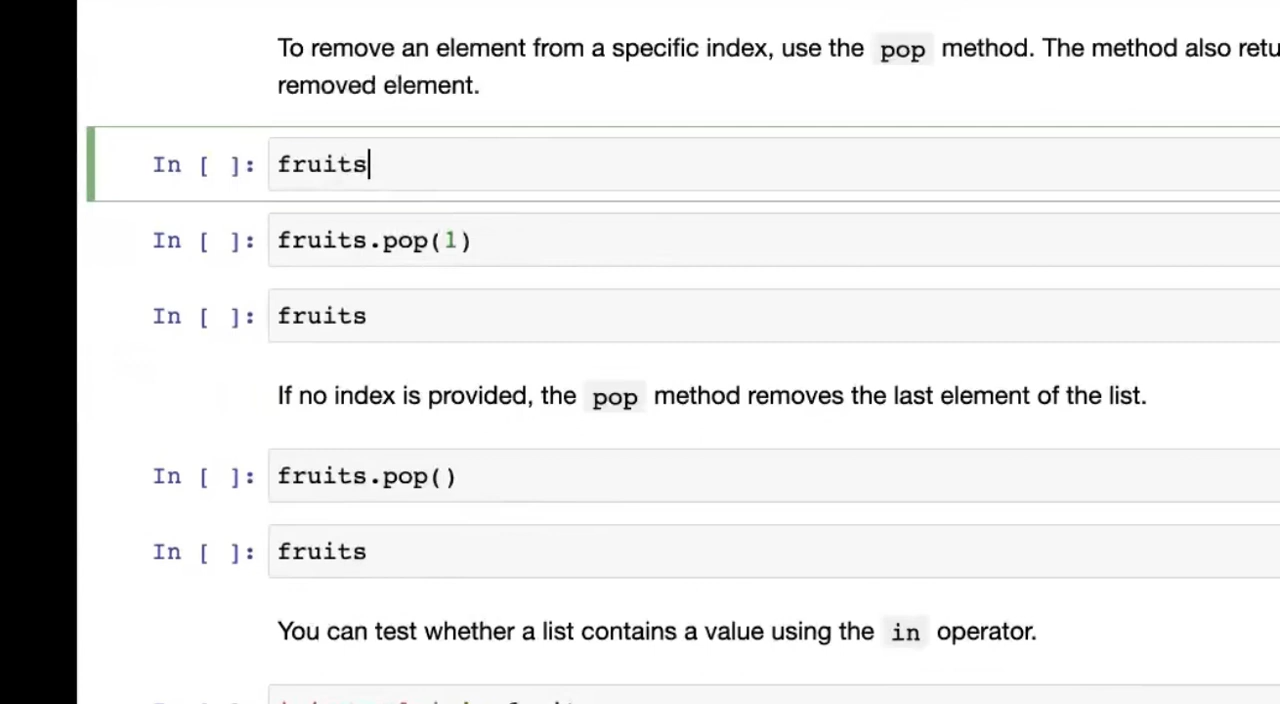 To remove an element from a specific index, use the pop method. The method also retu
removed element.
In [ ]: fruits
In [ ]: fruits.pop(1)
In [ ]: fruits
If no index is provided, the pop method removes the last element of the list.
In [ ]: fruits.pop()
In [ ]: fruits
You can test whether a list contains a value using the in operator.